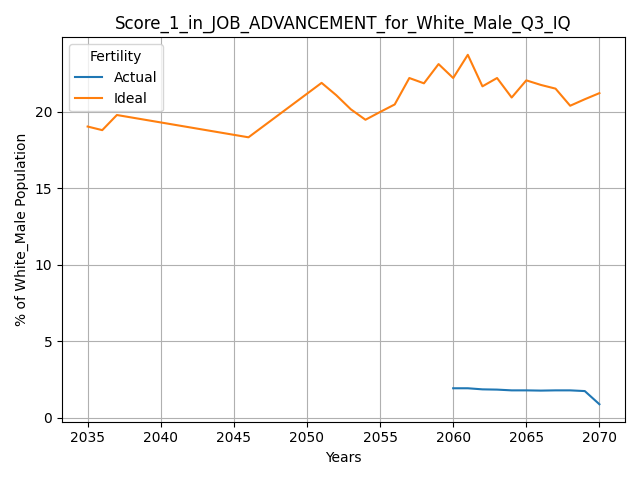 Score_1_in_JOB_ADVANCEMENT_for_White_Male_Q3_IQ
Fertility
Actual
Ideal
% of White_Male Population
20
15
10
5
0
2035 2040 2045 2050 2055 2060 2065 2070
Years